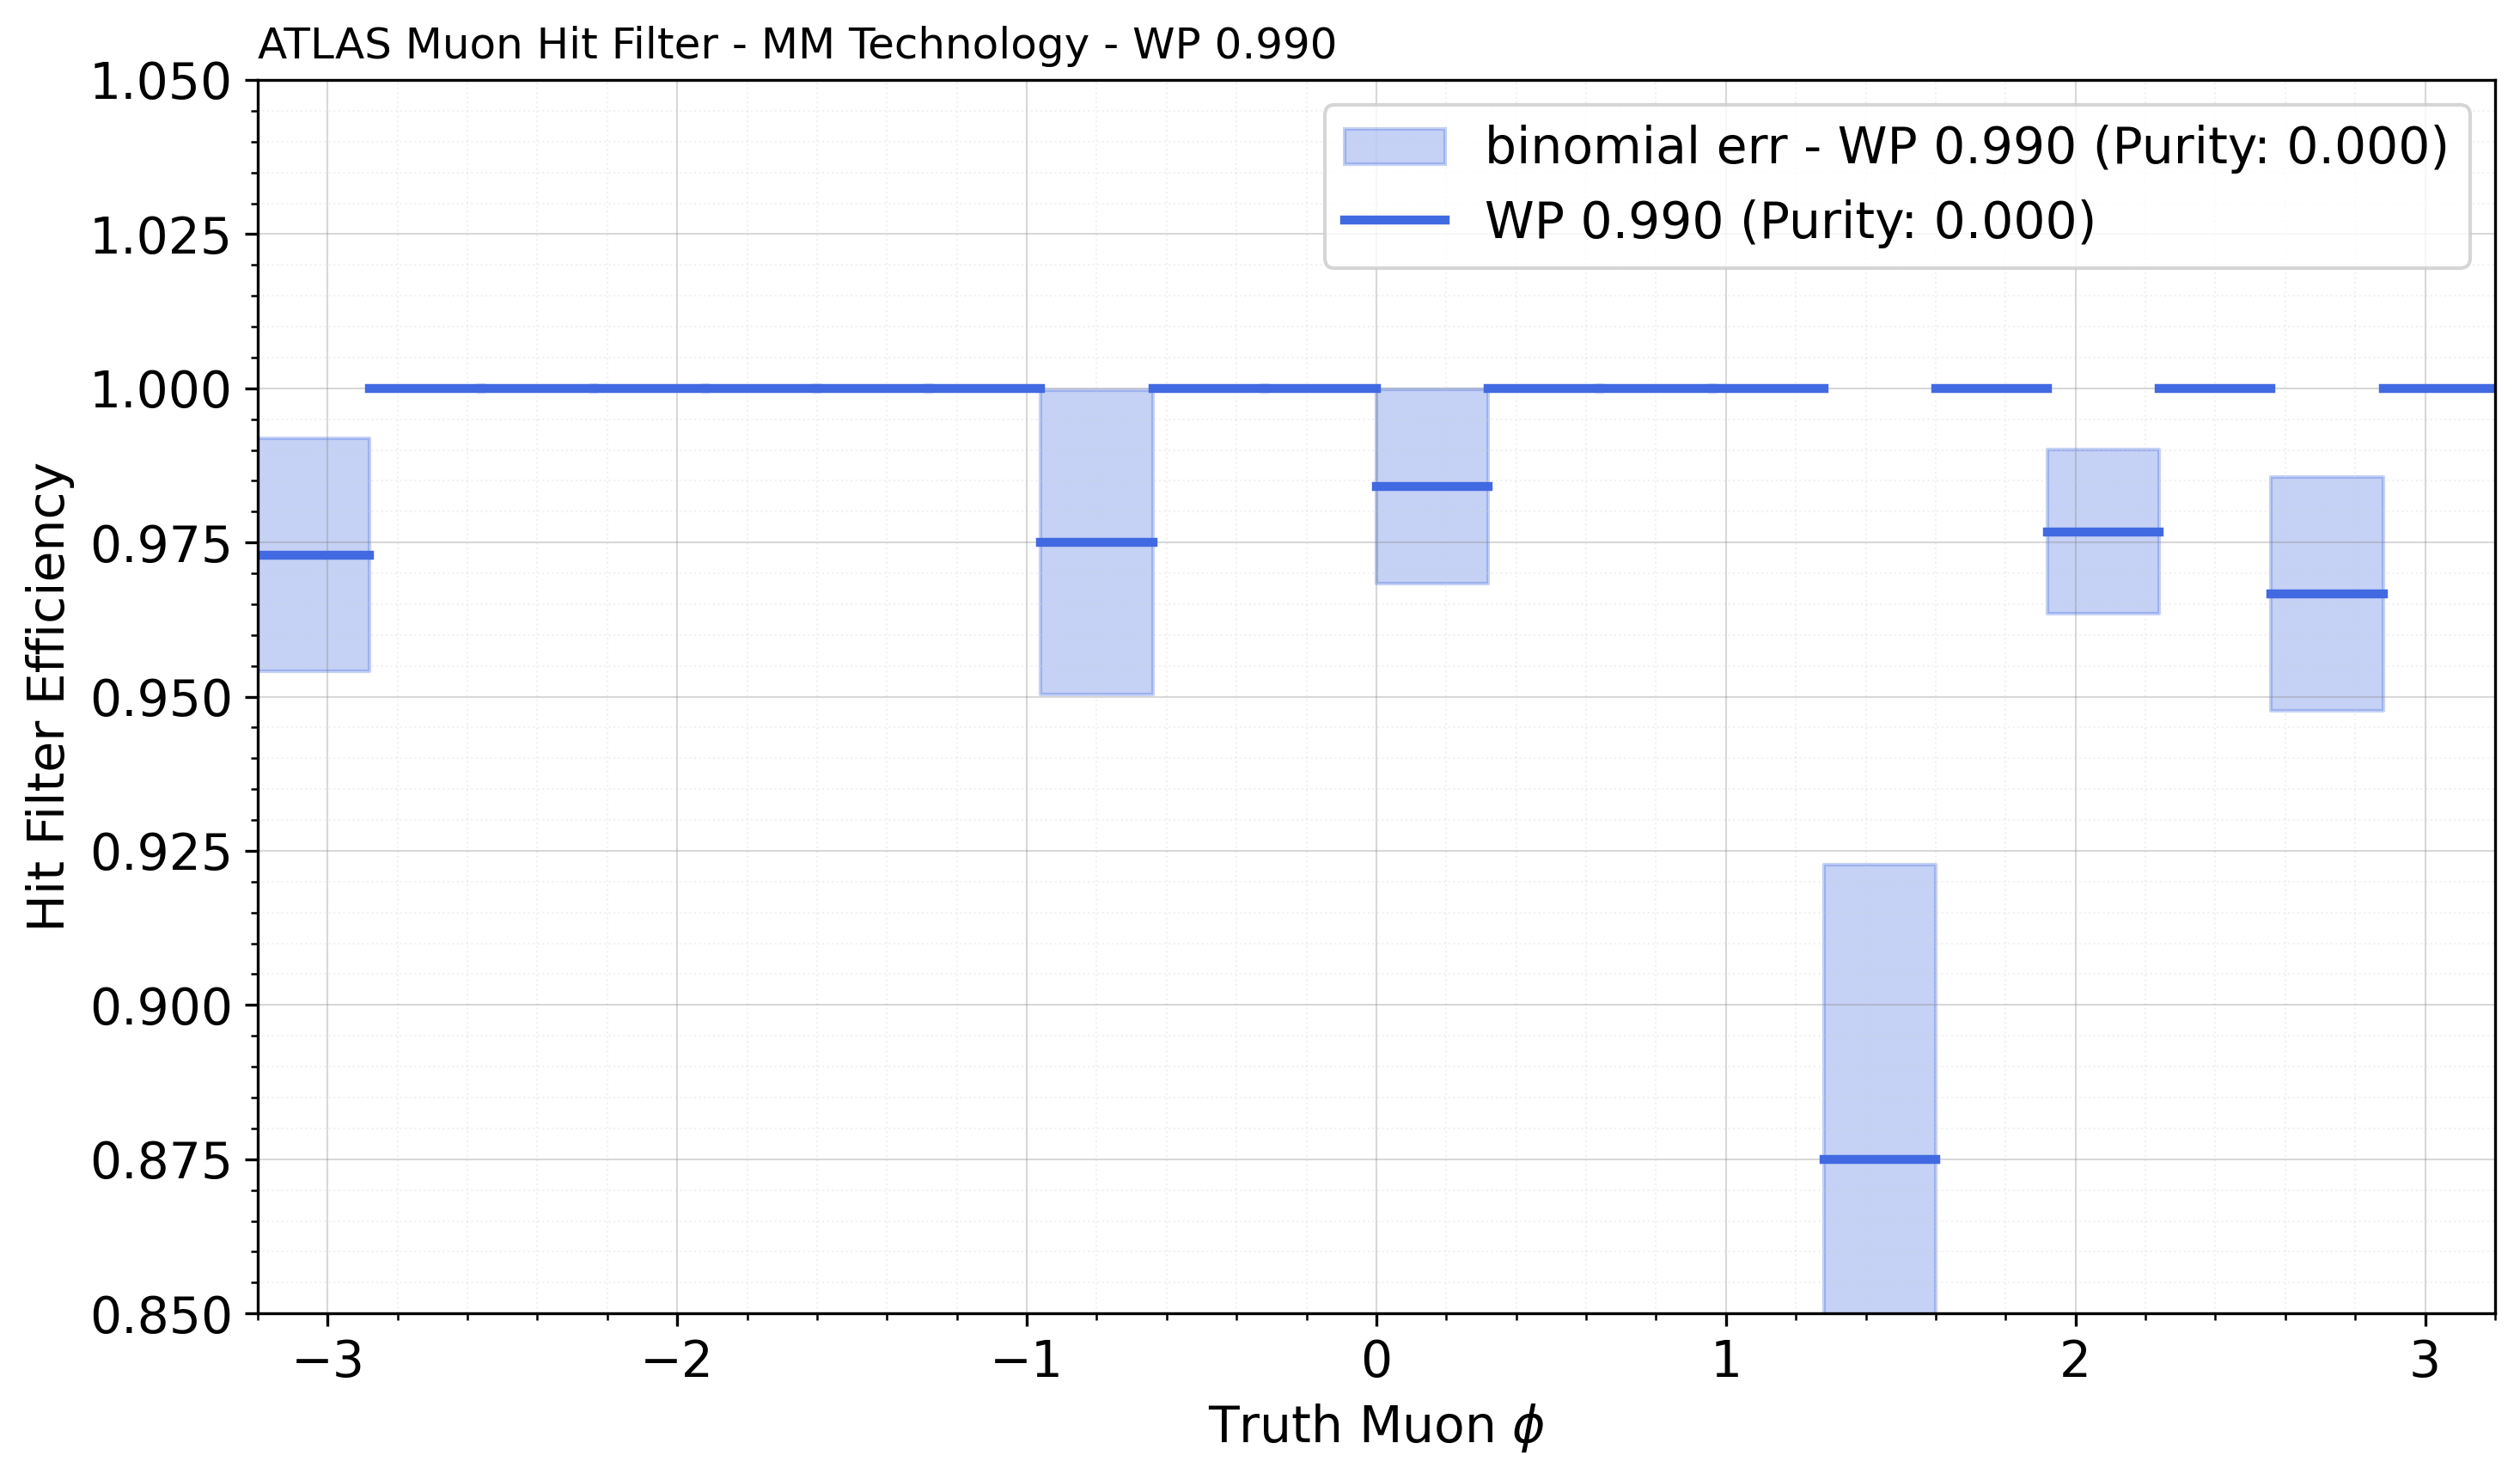 ATLAS Muon Hit Filter - MM Technology - WP 0.990
1.050
1.025
1.000
0.975
0.950
0.925
0.900
0.875
0.850
Hit Filter Efficiency
binomial err - WP 0.990 (Purity: 0.000)
WP 0.990 (Purity: 0.000)
−3 −2 −1 0 1 2 3
Truth Muon ϕ